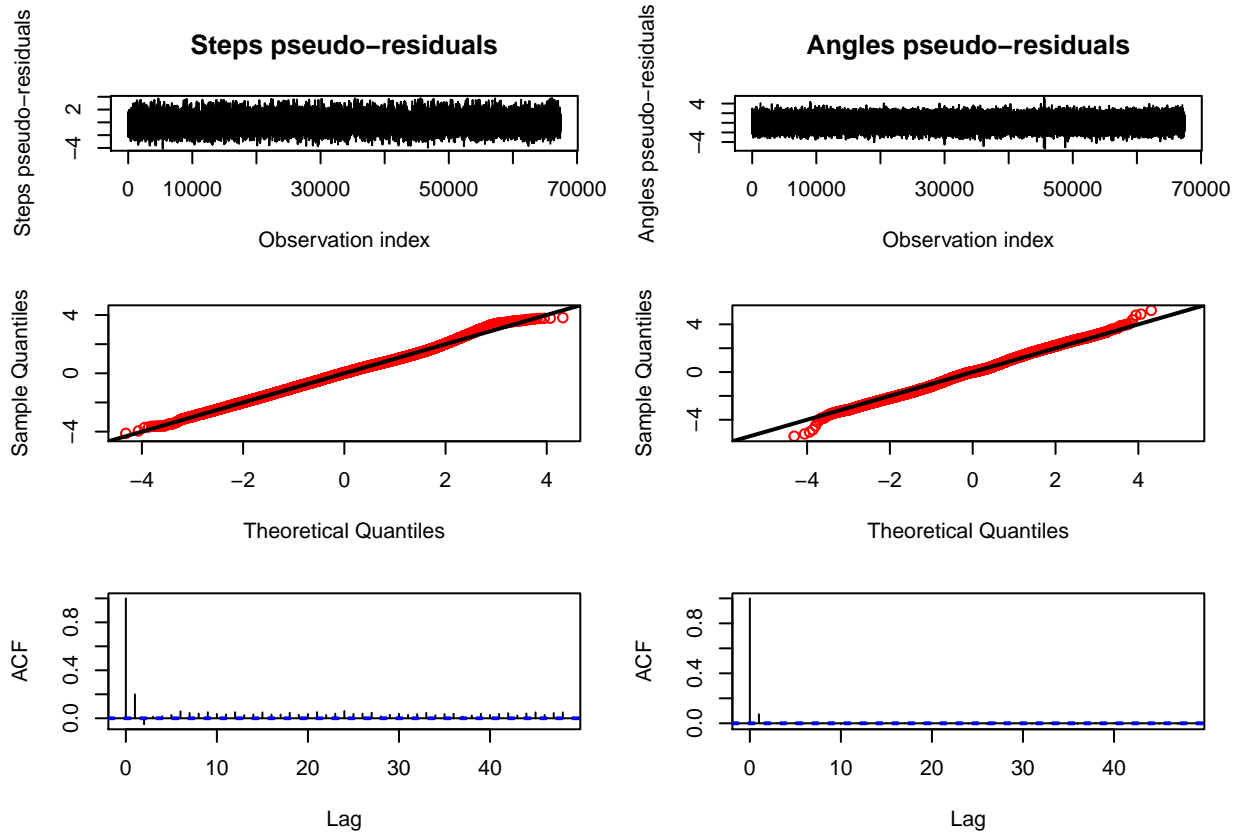 Steps pseudo−residuals
Steps pseudo−residuals
−4 2
0 10000 30000 50000 70000
Observation index
Angles pseudo−residuals
Angles pseudo−residuals
−4 4
0 10000 30000 50000 70000
Observation index
Sample Quantiles
−4 0 4
−4 −2 0 2 4
Theoretical Quantiles
Sample Quantiles
−4 0 4
−4 −2 0 2 4
Theoretical Quantiles
ACF
0.0 0.4 0.8
0 10 20 30 40
Lag
ACF
0.0 0.4 0.8
0 10 20 30 40
Lag